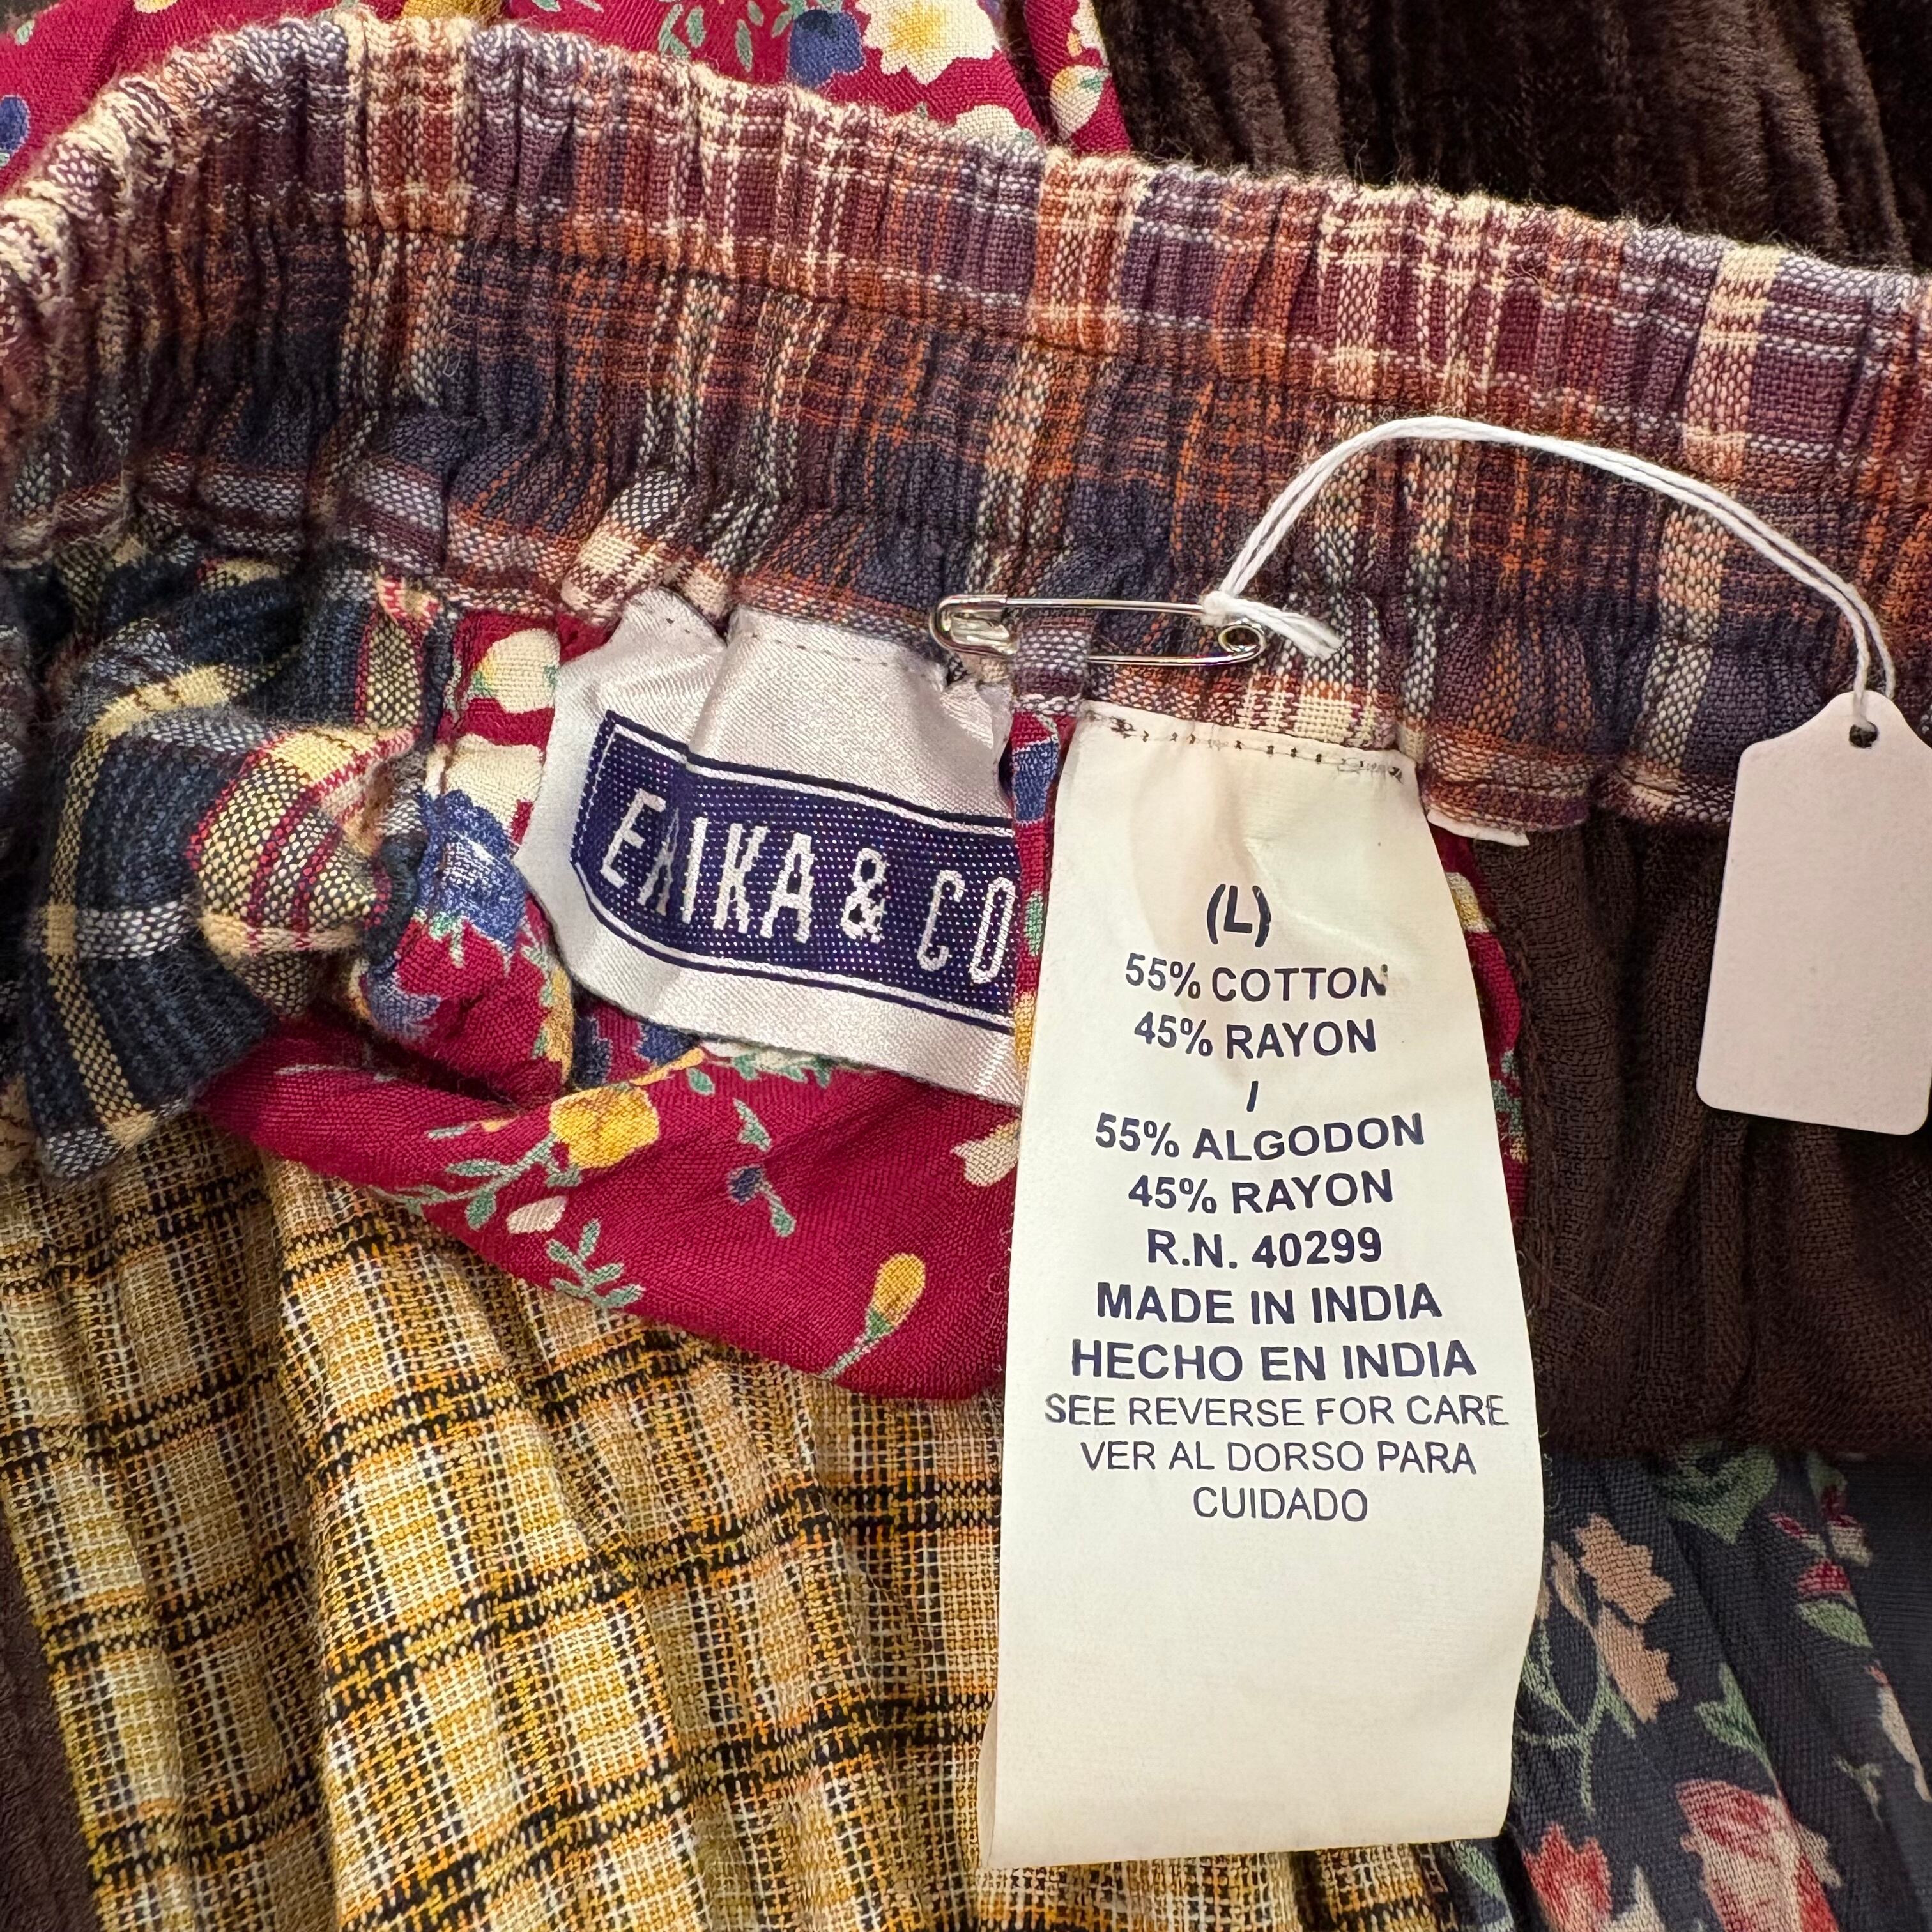 ERIKA & CO
(L)
55% COTTON
45% RAYON
/
55% ALGODON
45% RAYON
R.N. 40299
MADE IN INDIA
HECHO EN INDIA
SEE REVERSE FOR CARE
VER AL DORSO PARA
CUIDADO